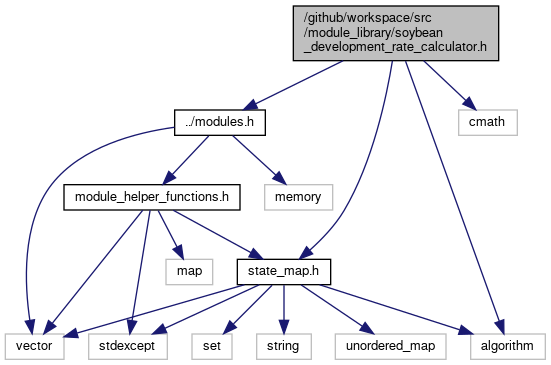 /github/workspace/src
/module_library/soybean
_development_rate_calculator.h
../modules.h
cmath
module_helper_functions.h
memory
map
state_map.h
vector
stdexcept
set
string
unordered_map
algorithm